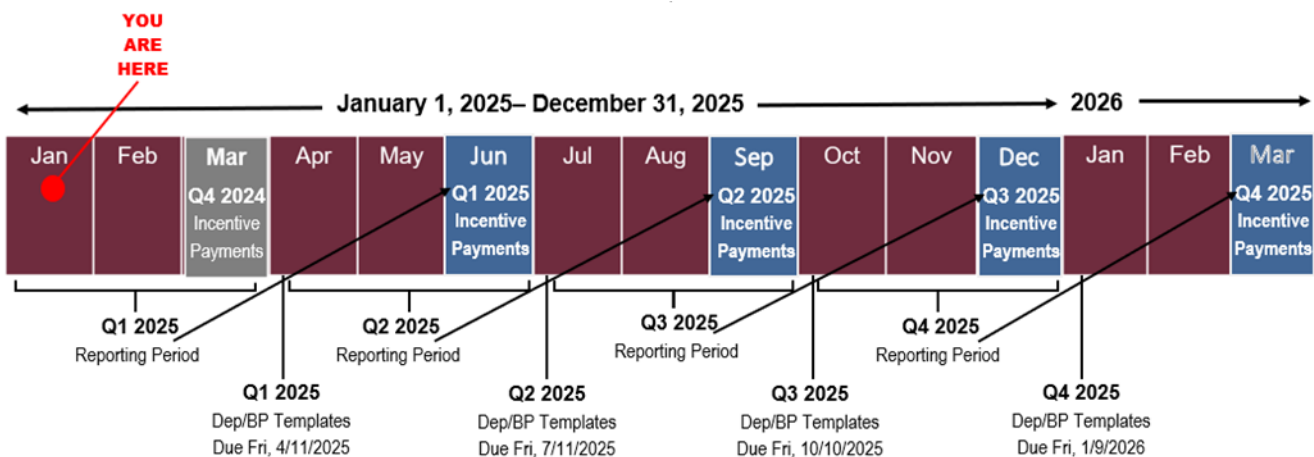 YOU
ARE
HERE
January 1, 2025– December 31, 2025
2026
Jan
Feb
Mar
Q4 2024
Incentive
Payments
Apr
May
Jun
Q1 2025
Incentive
Payments
Jul
Aug
Sep
Q2 2025
Incentive
Payments
Oct
Nov
Dec
Q3 2025
Incentive
Payments
Jan
Feb
Mar
Q4 2025
Incentive
Payments
Q1 2025
Reporting Period
Q2 2025
Reporting Period
Q3 2025
Reporting Period
Q4 2025
Reporting Period
Q1 2025
Dep/BP Templates
Due Fri, 4/11/2025
Q2 2025
Dep/BP Templates
Due Fri, 7/11/2025
Q3 2025
Dep/BP Templates
Due Fri, 10/10/2025
Q4 2025
Dep/BP Templates
Due Fri, 1/9/2026